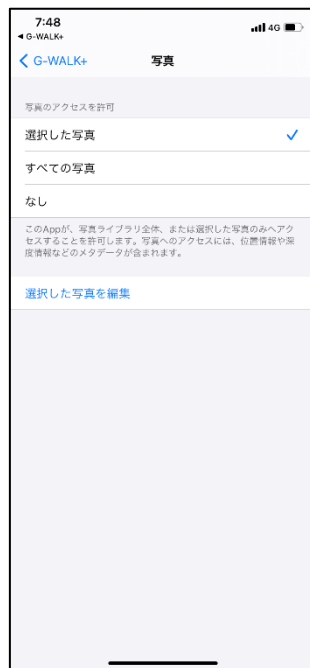 7:48
4G
◀ G-WALK+
G-WALK+
写真
写真のアクセスを許可
選択した写真
すべての写真
なし
このAppが、写真ライブラリ全体、または選択した写真のみへアク
セスすることを許可します。写真へのアクセスには、位置情報や深
度情報などのメタデータが含まれます。
選択した写真を編集